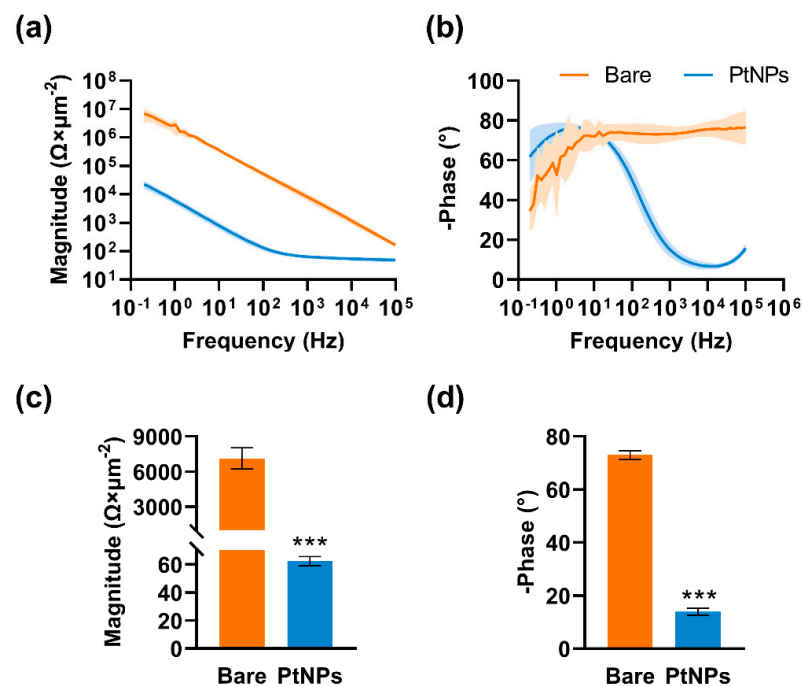 (a)
Magnitude (Ω×μm⁻²)
10⁸
10⁷
10⁶
10⁵
10⁴
10³
10²
10¹
10⁻¹ 10⁰ 10¹ 10² 10³ 10⁴ 10⁵
Frequency (Hz)
(b)
Bare PtNPs
-Phase (°)
100
80
60
40
20
0
10⁻¹ 10⁰ 10¹ 10² 10³ 10⁴ 10⁵ 10⁶
Frequency (Hz)
(c)
Magnitude (Ω×μm⁻²)
9000
6000
3000
60
40
20
0
***
Bare PtNPs
(d)
-Phase (°)
80
60
40
20
0
***
Bare PtNPs